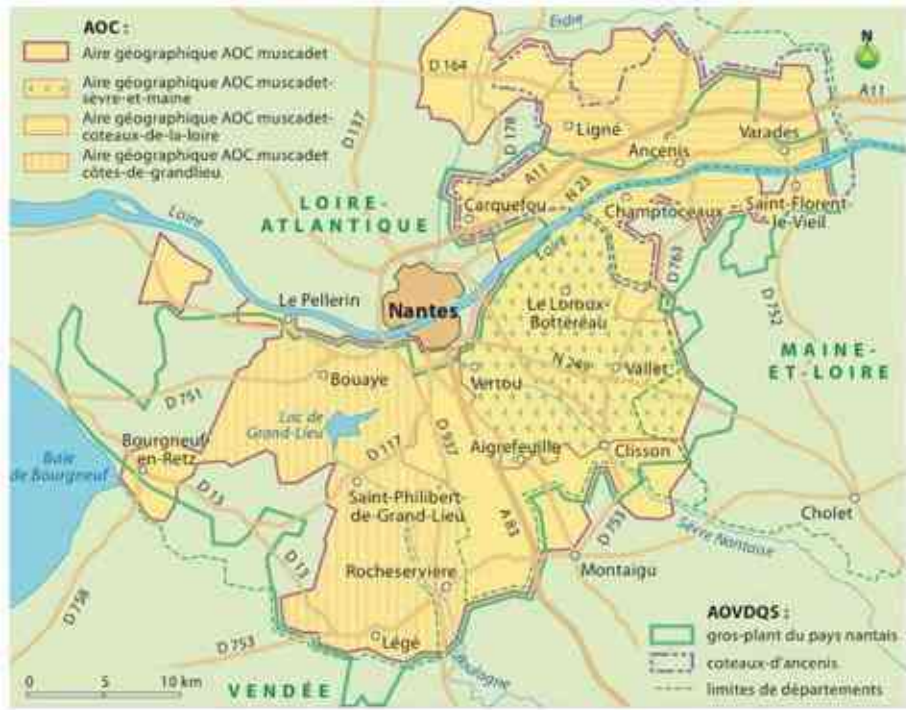 AOC :
Aire géographique AOC muscadet
Aire géographique AOC muscadet-
sèvre-et-maine
Aire géographique AOC muscadet-
coteaux-de-la-loire
Aire géographique AOC muscadet
côtes-de-grandlieu
Erdre
N
D 164
A11
D 137
D 178
Ligné
Varades
Ancenis
A11
N 23
Loire
LOIRE-
ATLANTIQUE
Carquefou
Champtoceaux
Saint-Florent
le-Vieil
Loire
D 763
Le Pellerin
Nantes
Le Loroux-
Bottereau
D 752
MAINE-
ET-LOIRE
N 249
Vallet
Vertou
Bouaye
D 751
Lac de
Grand-Lieu
D 117
D 937
Aigrefeuille
Clisson
Bourgneuf-
en-Retz
Baie
de Bourgneuf
D 13
Saint-Philibert-
de-Grand-Lieu
A 83
D 753
Sèvre Nantaise
Cholet
Montaigu
D 13
Rocheservière
D 758
D 753
Légé
Boulogne
VENDÉE
0 5 10 km
AOVDQS :
gros-plant du pays nantais
coteaux-d'ancenis
limites de départements